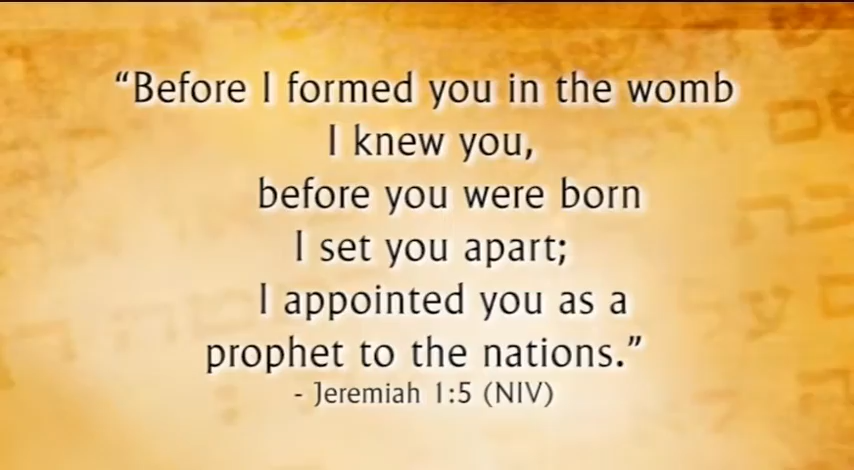 “Before I formed you in the womb
I knew you,
before you were born
I set you apart;
I appointed you as a
prophet to the nations.”
- Jeremiah 1:5 (NIV)